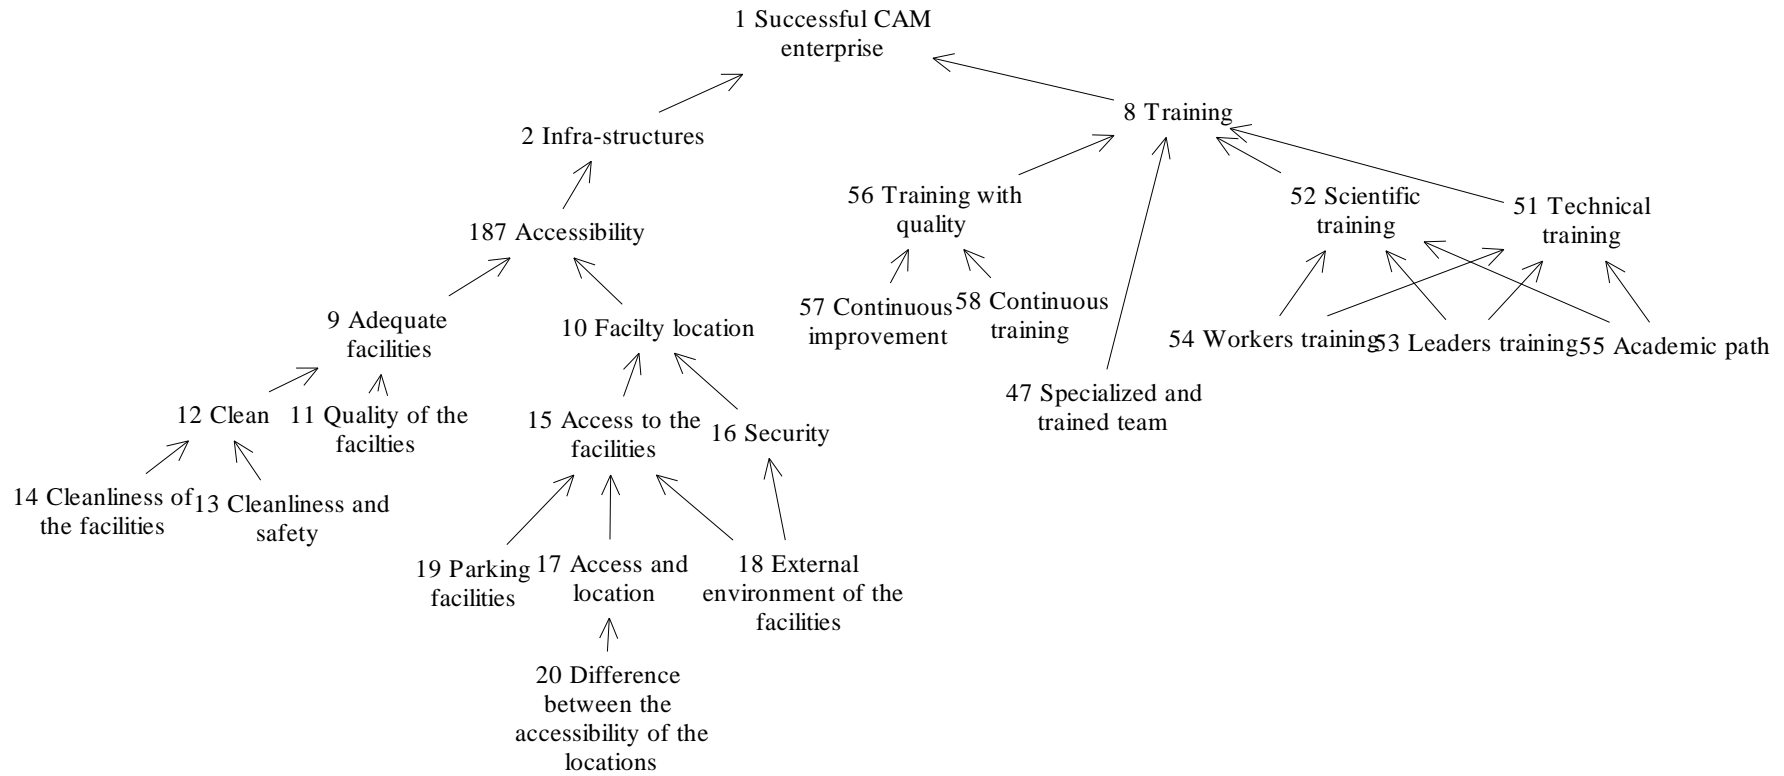 1 Successful CAM
enterprise
8 Training
2 Infra-structures
56 Training with
quality
52 Scientific
training
51 Technical
training
187 Accessibility
57 Continuous
improvement
58 Continuous
training
9 Adequate
facilities
10 Facilty location
54 Workers training
53 Leaders training
55 Academic path
47 Specialized and
trained team
12 Clean
11 Quality of the
facilties
15 Access to the
facilities
16 Security
14 Cleanliness of
the facilities
13 Cleanliness and
safety
19 Parking
facilities
17 Access and
location
18 External
environment of the
facilities
20 Difference
between the
accessibility of the
locations